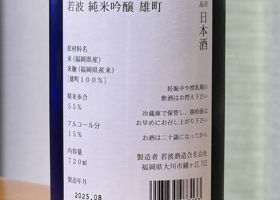 若波 純米吟醸 雄町
品目 日本酒
原材料名
米(福岡県産)
米麹(福岡県産米)
[雄町100%]
精米歩合
55%
アルコール分
15%
内容量
720ml
製造年月
2025.08
妊娠中や授乳期の
飲酒はお控え下さい
冷蔵庫で保管し、開栓後は
お早めにお召し上がり下さい
お酒は二十歳になってから
製造者 若波酒造合名会社
福岡県大川市鐘ヶ江752